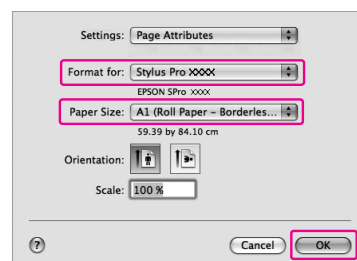 Settings: Page Attributes
Format for: Stylus Pro XXXX
EPSON SPro XXXX
Paper Size: A1 (Roll Paper – Borderles...
59.39 by 84.10 cm
Orientation:
Scale: 100 %
? Cancel OK